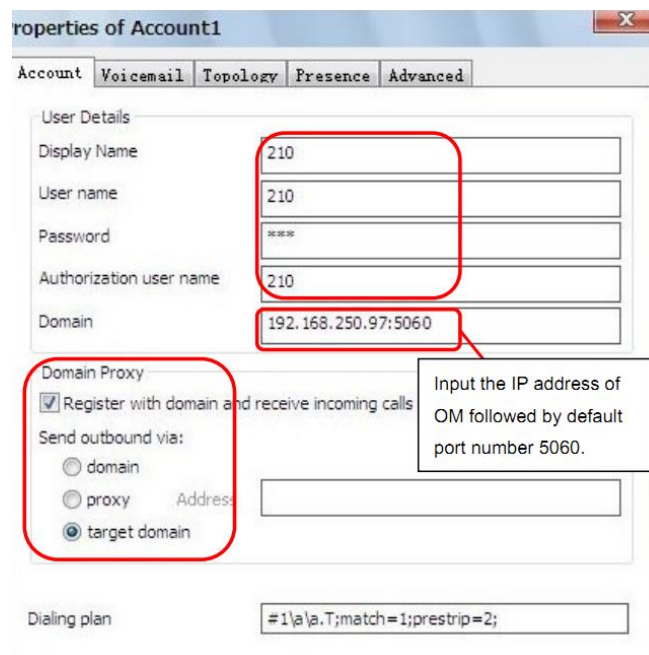 roperties of Account1
X
Account Voicemail Topology Presence Advanced
User Details
Display Name 210
User name 210
Password ***
Authorization user name 210
Domain 192.168.250.97:5060
Input the IP address of
OM followed by default
port number 5060.
Domain Proxy
Register with domain and receive incoming calls
Send outbound via:
domain
proxy Address
target domain
Dialing plan #1\a\a.T;match=1;prestrip=2;